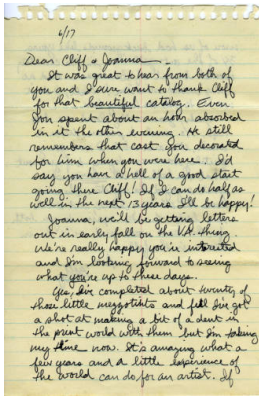 6/17
Dear Cliff & Joanna –
It was great to hear from both of
you and I sure want to thank Cliff
for that beautiful catalog. Even
Jon spent about an hour absorbed
in it the other evening. He still
remembers that cast you decorated
for him when you were here. I'd
say you have a hell of a good start
going there Cliff! If I can do half as
well in the next 13 years I'll be happy!
Joanna, we'll be getting letters
out in early fall on the VA. thing.
We're really happy you're interested
and I'm looking forward to seeing
what you're up to these days.
I've completed about twenty of
those little mezzotints and feel I've got
a shot at making a bit of a dent in
the print world with them but I'm taking
my time now. It's amazing what a
few years and a little experience of
the world can do for an artist. If